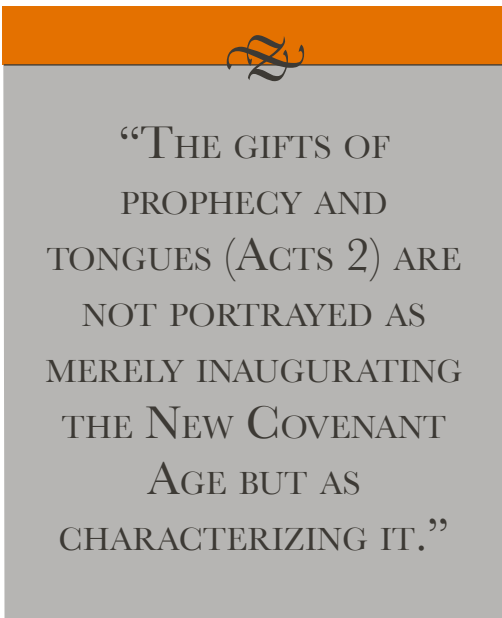 “The gifts of
prophecy and
tongues (Acts 2) are
not portrayed as
merely inaugurating
the New Covenant
Age but as
characterizing it.”